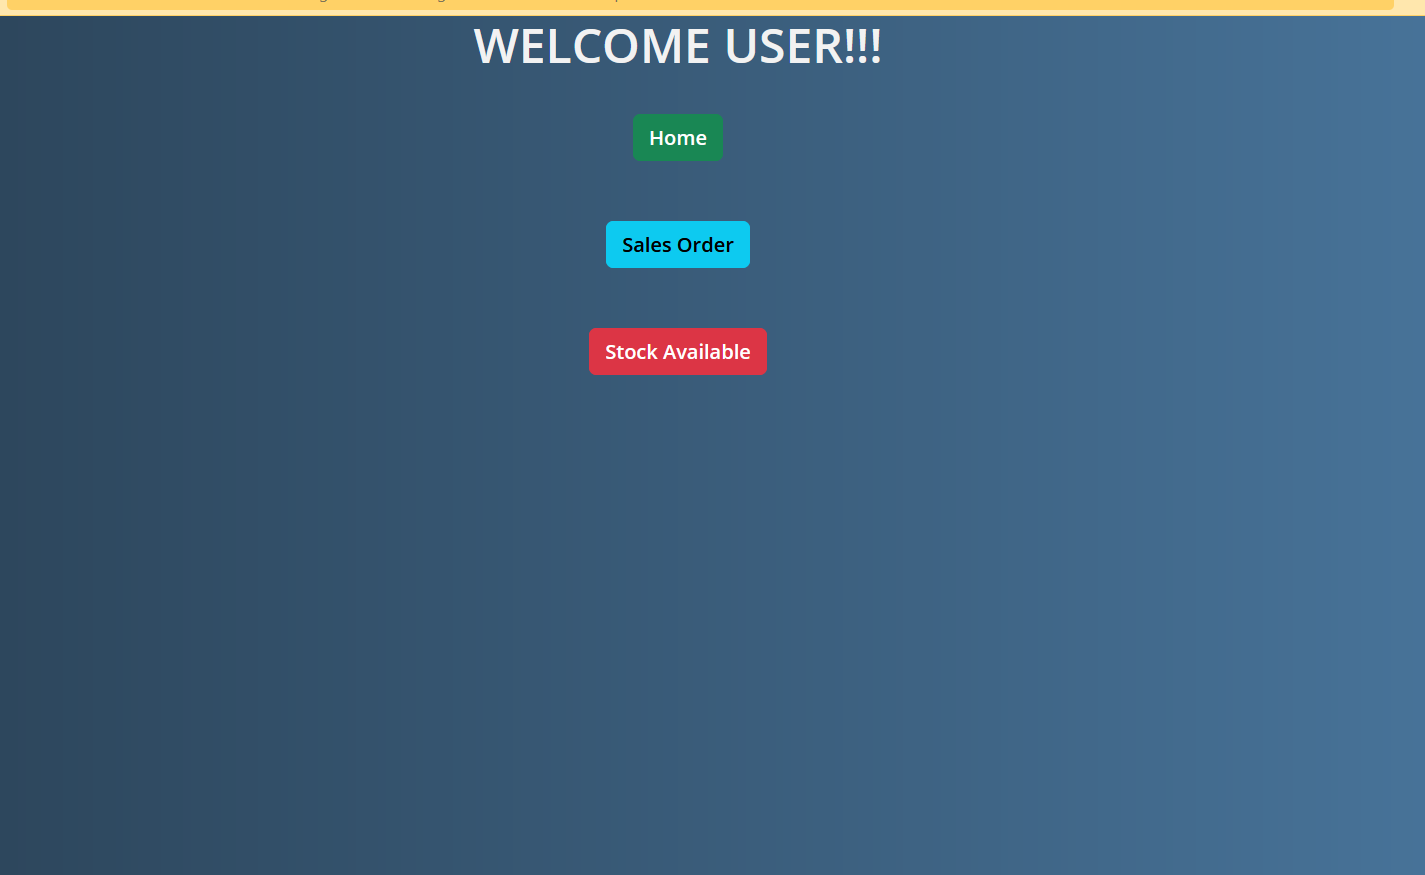 WELCOME USER!!!
Home
Sales Order
Stock Available